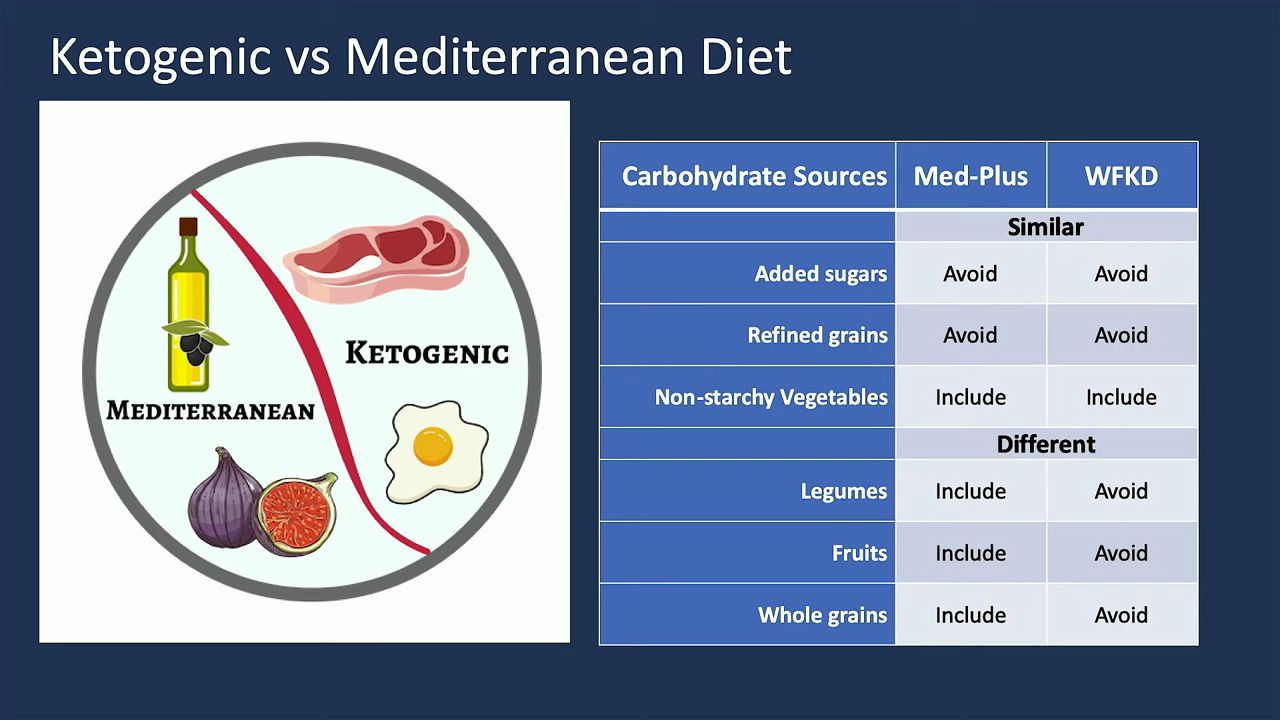 Ketogenic vs Mediterranean Diet
MEDITERRANEAN
KETOGENIC
Carbohydrate Sources Med-Plus WFKD
Similar
Added sugars Avoid Avoid
Refined grains Avoid Avoid
Non-starchy Vegetables Include Include
Different
Legumes Include Avoid
Fruits Include Avoid
Whole grains Include Avoid